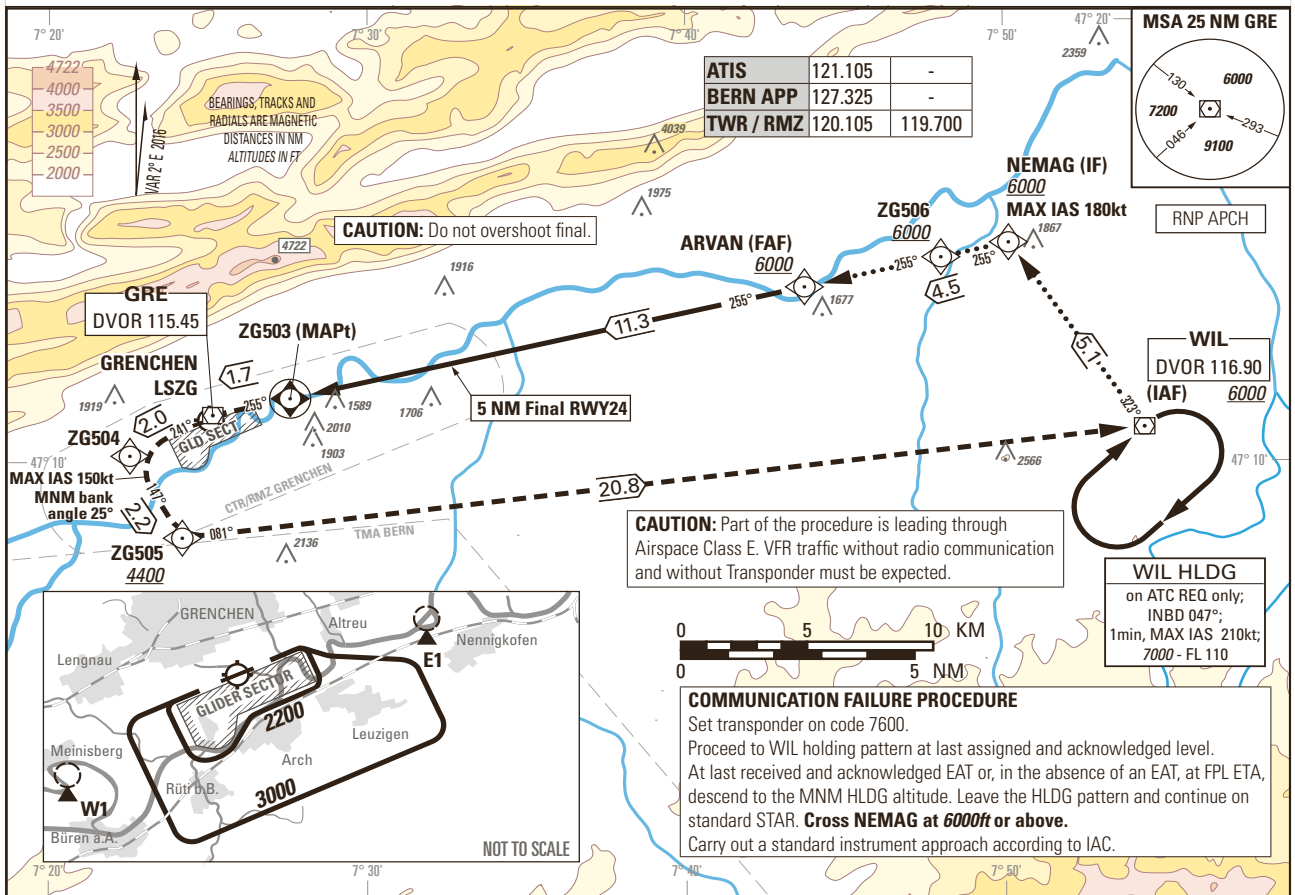 7° 20'
7° 30'
7° 40'
7° 50'
47° 20'
4722
4000
3500
3000
2500
2000
VAR 2° E 2016
BEARINGS, TRACKS AND
RADIALS ARE MAGNETIC
DISTANCES IN NM
ALTITUDES IN FT
ATIS 121.105 -
BERN APP 127.325 -
TWR / RMZ 120.105 119.700
2359
MSA 25 NM GRE
130
6000
7200
293
046
9100
RNP APCH
4039
1975
NEMAG (IF)
6000
MAX IAS 180kt
1867
ZG506
6000
CAUTION: Do not overshoot final.
ARVAN (FAF)
6000
255°
255°
4.5
4722
1916
1677
GRE
DVOR 115.45
ZG503 (MAPt)
255°
11.3
5.1
323°
WIL
DVOR 116.90
(IAF) 6000
GRENCHEN
LSZG
1.7
255°
5 NM Final RWY24
1919
2.0
241°
GLD.SECT
1589
1706
2010
1903
ZG504
47° 10'
MAX IAS 150kt
MNM bank
angle 25°
147°
2.2
CTR/RMZ GRENCHEN
20.8
2566
47° 10'
081°
TMA BERN
ZG505
4400
2136
CAUTION: Part of the procedure is leading through
Airspace Class E. VFR traffic without radio communication
and without Transponder must be expected.
WIL HLDG
on ATC REQ only;
INBD 047°;
1min, MAX IAS 210kt;
7000 - FL 110
0 5 10 KM
0 5 NM
GRENCHEN
Altreu
Lengnau
Nennigkofen
E1
GLIDER SECTOR
2200
Leuzigen
Meinisberg
Arch
W1
Rüti b.B.
3000
Büren a.A.
NOT TO SCALE
COMMUNICATION FAILURE PROCEDURE
Set transponder on code 7600.
Proceed to WIL holding pattern at last assigned and acknowledged level.
At last received and acknowledged EAT or, in the absence of an EAT, at FPL ETA,
descend to the MNM HLDG altitude. Leave the HLDG pattern and continue on
standard STAR. Cross NEMAG at 6000ft or above.
Carry out a standard instrument approach according to IAC.
7° 20'
7° 30'
7° 40'
7° 50'